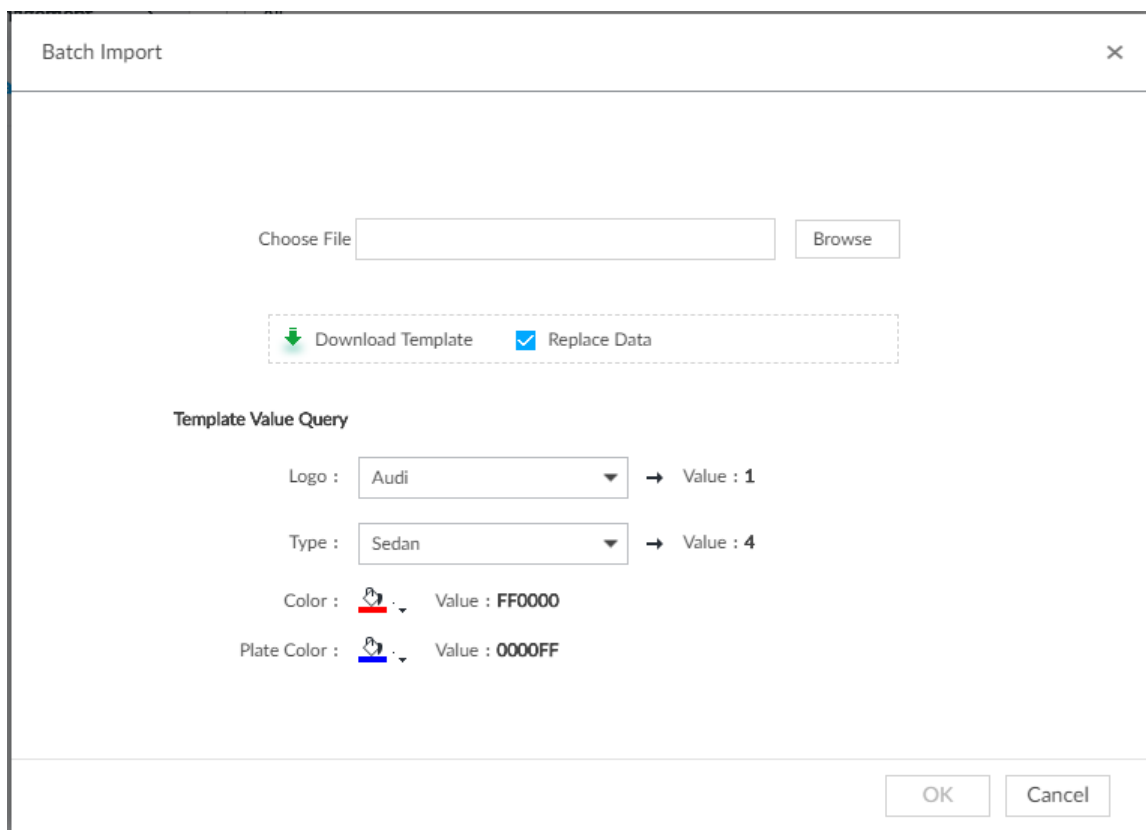 Batch Import
Choose File
Browse
Download Template
Replace Data
Template Value Query
Logo : Audi → Value : 1
Type : Sedan → Value : 4
Color : Value : FF0000
Plate Color : Value : 0000FF
OK
Cancel